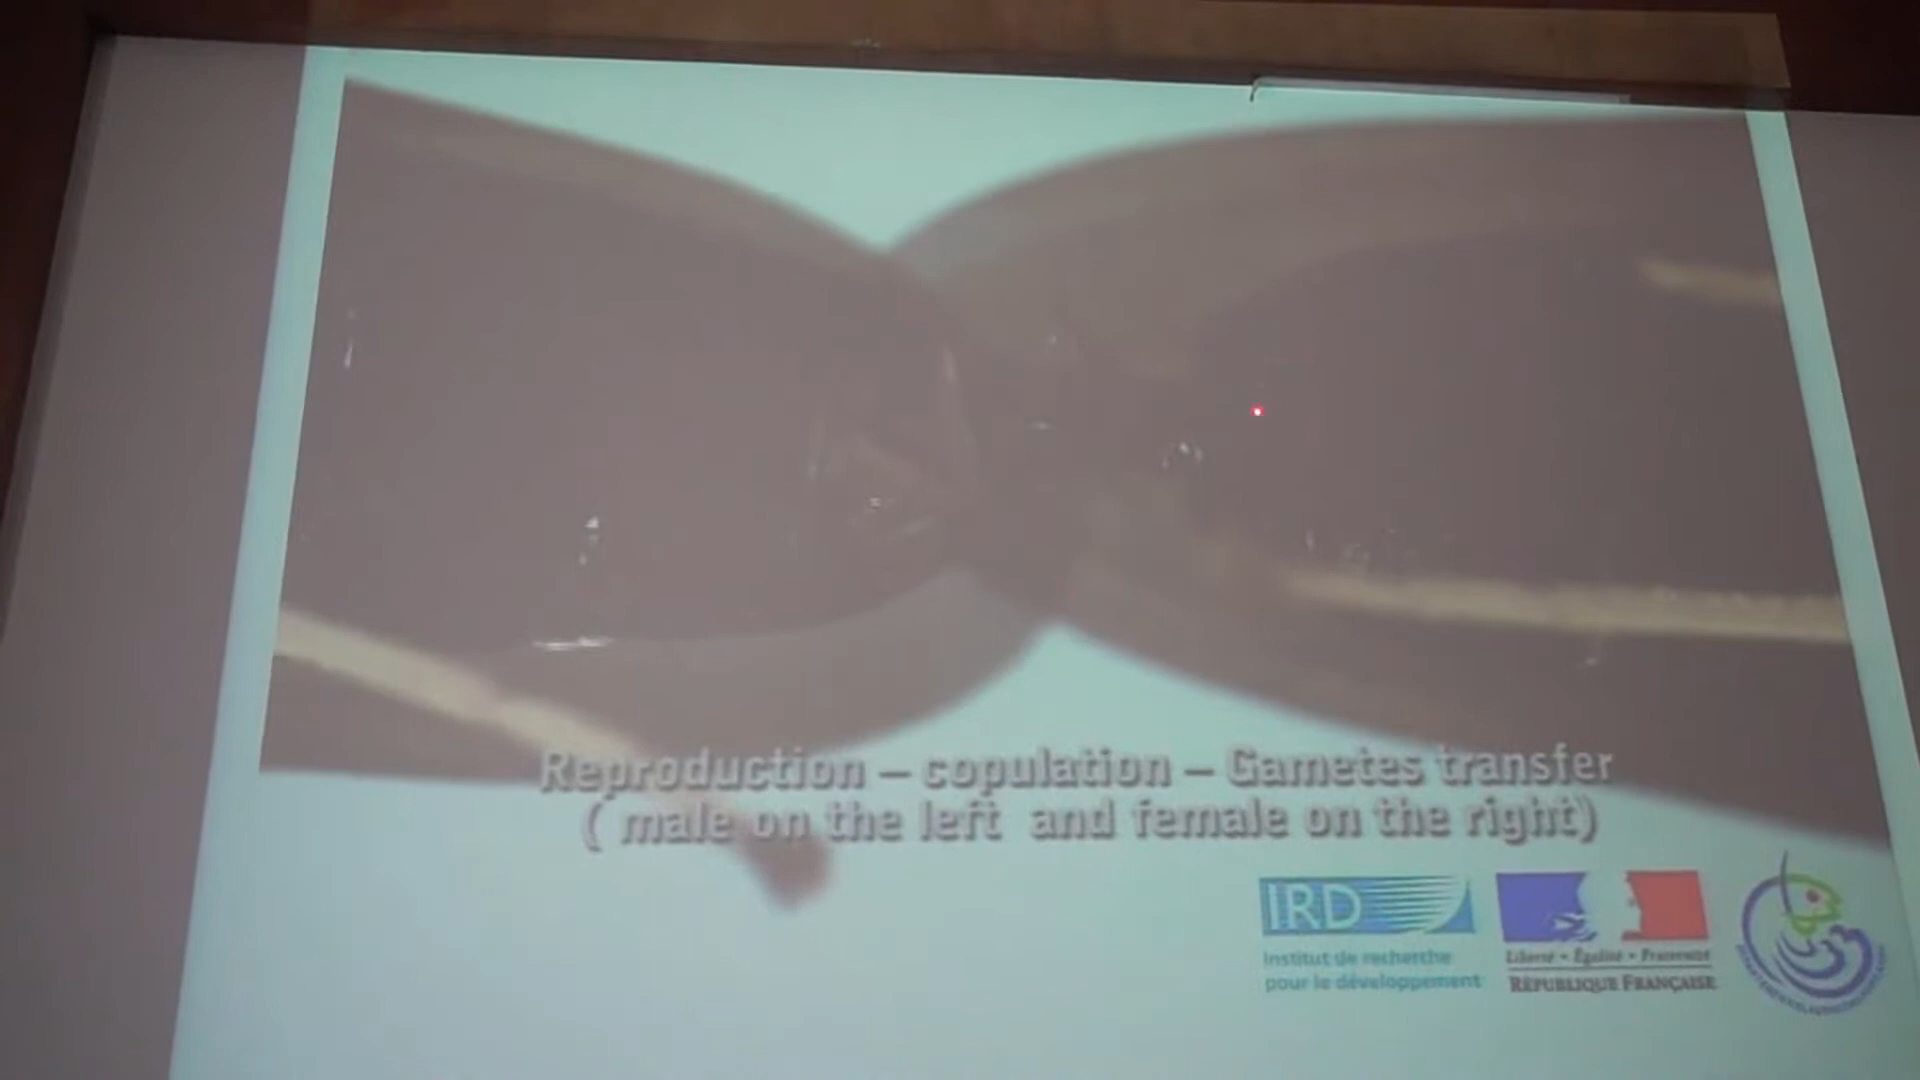 Reproduction – copulation – Gametes transfer
( male on the left and female on the right)
IRD
Institut de recherche
pour le développement
Liberté • Égalité • Fraternité
RÉPUBLIQUE FRANÇAISE